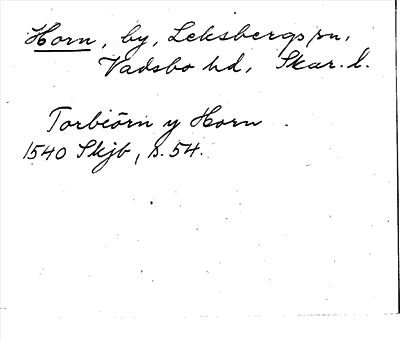 Horn, by, Leksbergs sn,
Vadsbo hd, Skar. l.
Torbiörn y Horn.
1540 Skjb, s. 54.